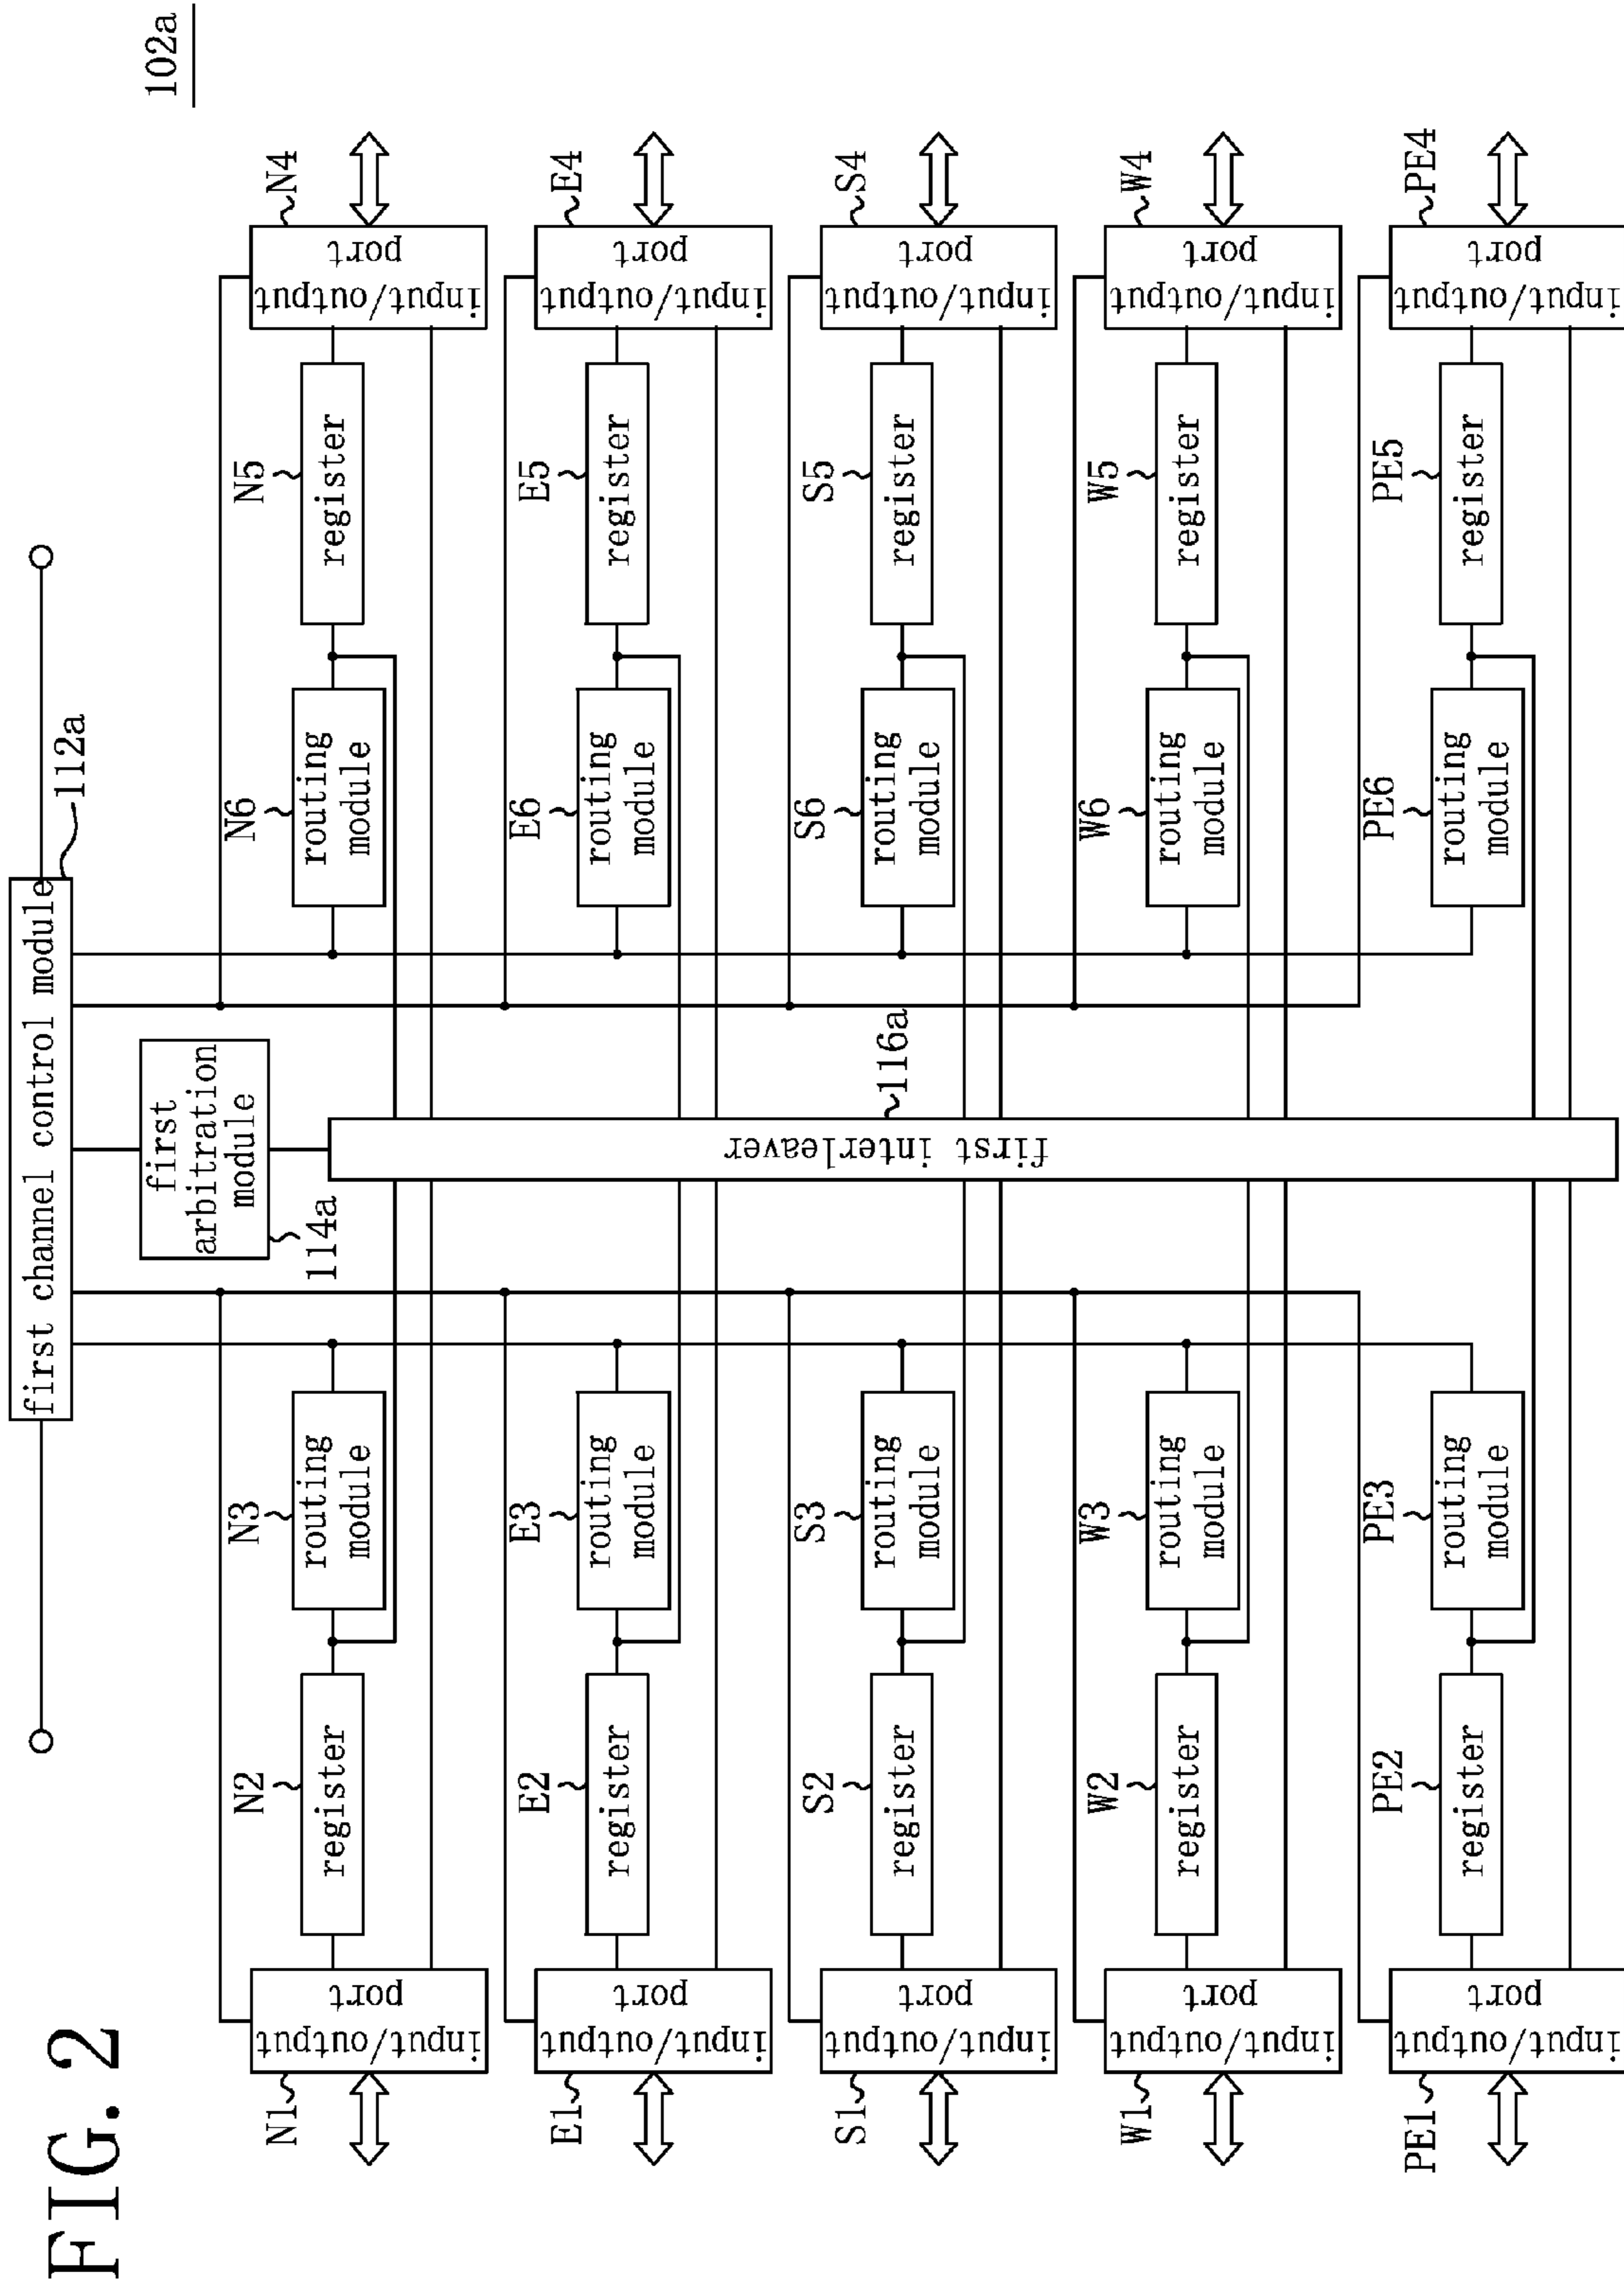 FIG. 2
102a
first channel control module
112a
first
arbitration
module
114a
first interleaver
116a
N1
input/output
port
N2
register
N3
routing
module
N6
routing
module
N5
register
N4
input/output
port
E1
input/output
port
E2
register
E3
routing
module
E6
routing
module
E5
register
E4
input/output
port
S1
input/output
port
S2
register
S3
routing
module
S6
routing
module
S5
register
S4
input/output
port
W1
input/output
port
W2
register
W3
routing
module
W6
routing
module
W5
register
W4
input/output
port
PE1
input/output
port
PE2
register
PE3
routing
module
PE6
routing
module
PE5
register
PE4
input/output
port